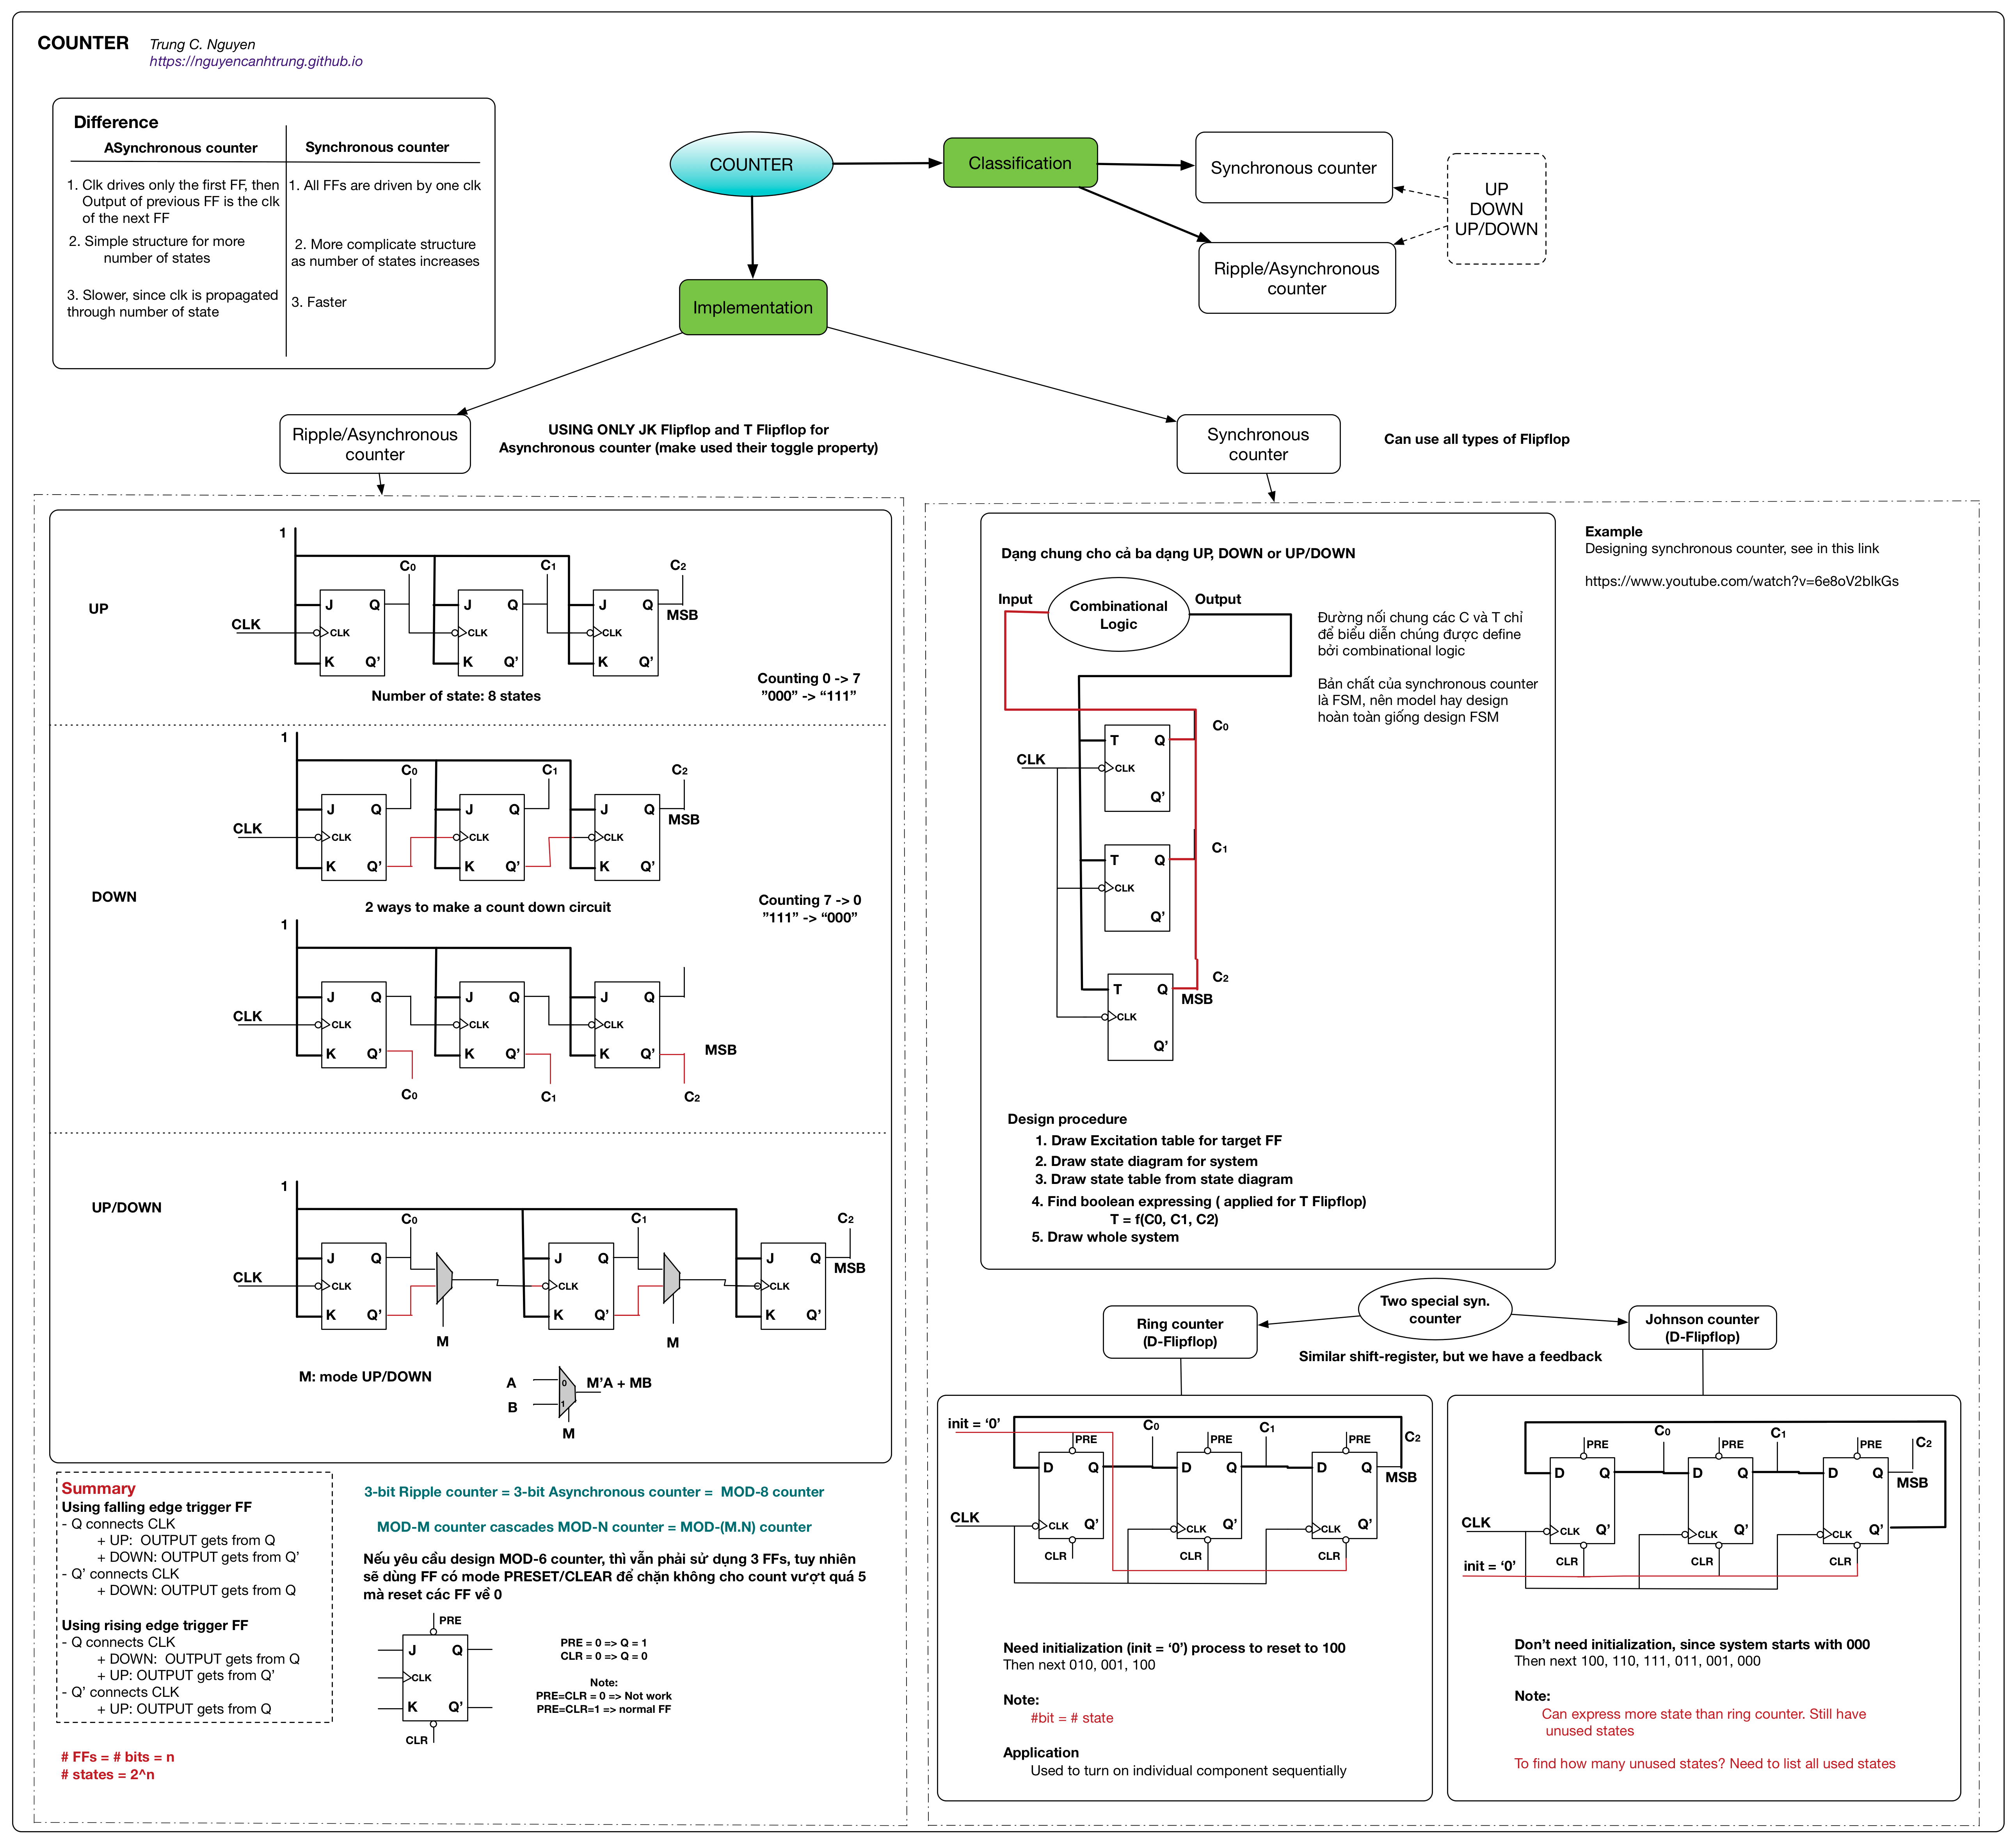 COUNTER
Trung C. Nguyen
https://nguyencanhtrung.github.io
Difference
ASynchronous counter
Synchronous counter
1. Clk drives only the first FF, then
Output of previous FF is the clk
of the next FF
1. All FFs are driven by one clk
2. Simple structure for more
number of states
2. More complicate structure
as number of states increases
3. Slower, since clk is propagated
through number of state
3. Faster
COUNTER
Classification
Synchronous counter
UP
DOWN
UP/DOWN
Ripple/Asynchronous
counter
Implementation
Ripple/Asynchronous
counter
USING ONLY JK Flipflop and T Flipflop for
Asynchronous counter (make used their toggle property)
Synchronous
counter
Can use all types of Flipflop
UP
1
C0
C1
C2
J Q J Q J Q
MSB
CLK
CLK CLK CLK
K Q’ K Q’ K Q’
Number of state: 8 states
Counting 0 -> 7
”000” -> “111”
DOWN
1
C0
C1
C2
J Q J Q J Q
MSB
CLK
CLK CLK CLK
K Q’ K Q’ K Q’
2 ways to make a count down circuit
Counting 7 -> 0
”111” -> “000”
1
J Q J Q J Q
CLK
CLK CLK CLK
K Q’ K Q’ K Q’
MSB
C0
C1
C2
UP/DOWN
1
C0
C1
C2
J Q J Q J Q
MSB
CLK
CLK CLK CLK
K Q’ K Q’ K Q’
M
M
M: mode UP/DOWN
A
B
0
1
M’A + MB
M
Summary
Using falling edge trigger FF
- Q connects CLK
+ UP: OUTPUT gets from Q
+ DOWN: OUTPUT gets from Q’
- Q’ connects CLK
+ DOWN: OUTPUT gets from Q
Using rising edge trigger FF
- Q connects CLK
+ DOWN: OUTPUT gets from Q
+ UP: OUTPUT gets from Q’
- Q’ connects CLK
+ UP: OUTPUT gets from Q
# FFs = # bits = n
# states = 2^n
3-bit Ripple counter = 3-bit Asynchronous counter = MOD-8 counter
MOD-M counter cascades MOD-N counter = MOD-(M.N) counter
Nếu yêu cầu design MOD-6 counter, thì vẫn phải sử dụng 3 FFs, tuy nhiên
sẽ dùng FF có mode PRESET/CLEAR để chặn không cho count vượt quá 5
mà reset các FF về 0
PRE
J Q
CLK
K Q’
CLR
PRE = 0 => Q = 1
CLR = 0 => Q = 0
Note:
PRE=CLR = 0 => Not work
PRE=CLR=1 => normal FF
Dạng chung cho cả ba dạng UP, DOWN or UP/DOWN
Input
Combinational
Logic
Output
Đường nối chung các C và T chỉ
để biểu diễn chúng được define
bởi combinational logic
Bản chất của synchronous counter
là FSM, nên model hay design
hoàn toàn giống design FSM
C0
T Q
CLK
CLK
Q’
C1
T Q
CLK
Q’
C2
T Q
MSB
CLK
Q’
Design procedure
1. Draw Excitation table for target FF
2. Draw state diagram for system
3. Draw state table from state diagram
4. Find boolean expressing ( applied for T Flipflop)
T = f(C0, C1, C2)
5. Draw whole system
Example
Designing synchronous counter, see in this link
https://www.youtube.com/watch?v=6e8oV2blkGs
Two special syn.
counter
Ring counter
(D-Flipflop)
Johnson counter
(D-Flipflop)
Similar shift-register, but we have a feedback
init = ‘0’
C0
C1
C2
PRE PRE PRE
D Q D Q D Q
MSB
CLK
CLK Q’ CLK Q’ CLK Q’
CLR CLR CLR
Need initialization (init = ‘0’) process to reset to 100
Then next 010, 001, 100
Note:
#bit = # state
Application
Used to turn on individual component sequentially
C0
C1
C2
PRE PRE PRE
D Q D Q D Q
MSB
CLK
CLK Q’ CLK Q’ CLK Q’
CLR CLR CLR
init = ‘0’
Don’t need initialization, since system starts with 000
Then next 100, 110, 111, 011, 001, 000
Note:
Can express more state than ring counter. Still have
unused states
To find how many unused states? Need to list all used states